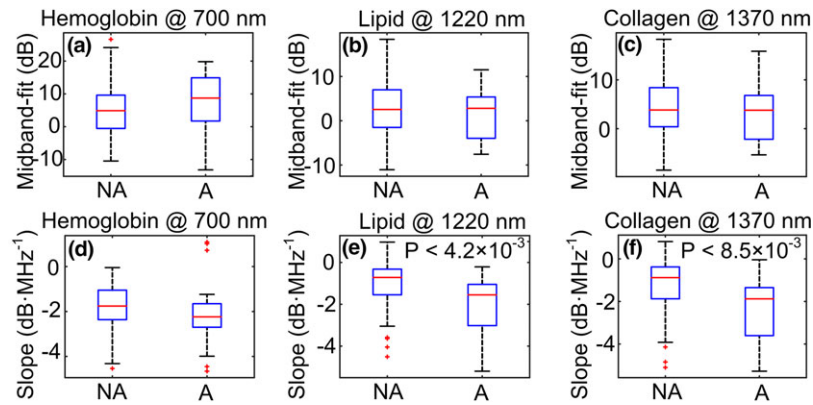 Hemoglobin @ 700 nm
(a)
Midband-fit (dB)
20
10
0
-10
NA A
Lipid @ 1220 nm
(b)
Midband-fit (dB)
10
0
-10
NA A
Collagen @ 1370 nm
(c)
Midband-fit (dB)
10
0
NA A
Hemoglobin @ 700 nm
(d)
Slope (dB·MHz⁻¹)
0
-2
-4
NA A
Lipid @ 1220 nm
(e) P < 4.2×10⁻³
Slope (dB·MHz⁻¹)
0
-2
-4
NA A
Collagen @ 1370 nm
(f) P < 8.5×10⁻³
Slope (dB·MHz⁻¹)
0
-2
-4
NA A